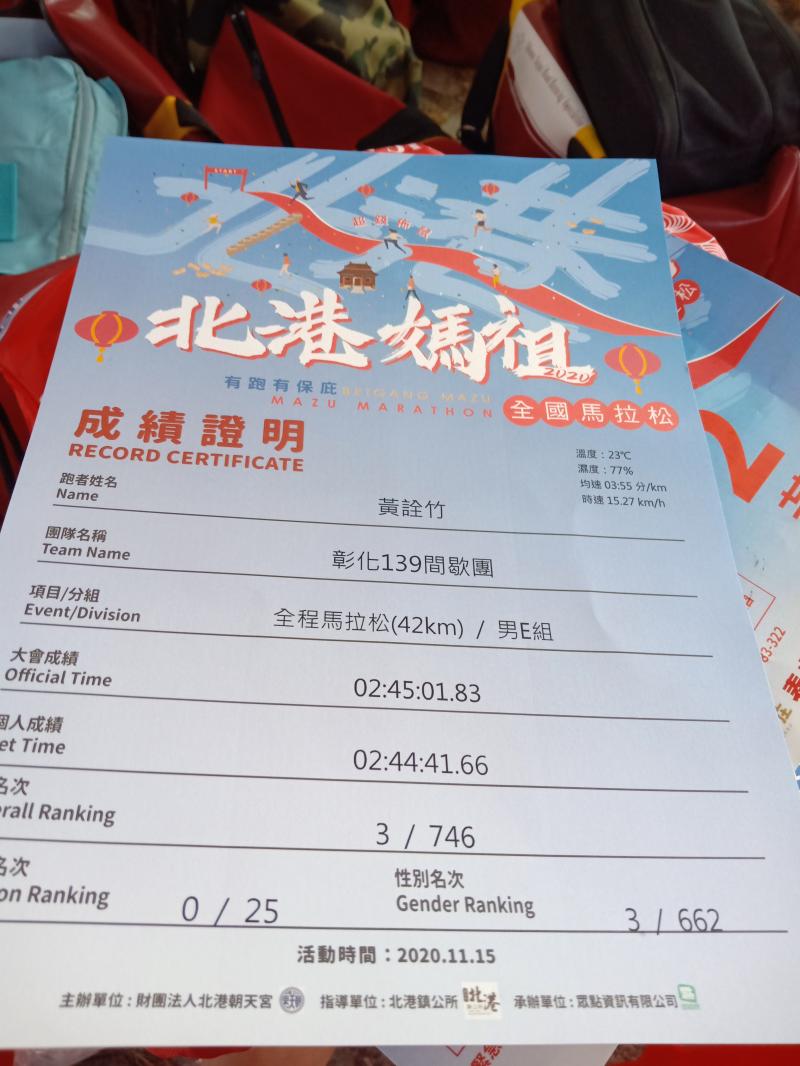 START
超錢佈署
北港媽祖
2020
有跑有保庇 BEIGANG MAZU
MAZU MARATHON 全國馬拉松
成績證明
RECORD CERTIFICATE
溫度：23℃
濕度：77%
均速 03:55 分/km
時速 15.27 km/h
跑者姓名
Name
黃詮竹
團隊名稱
Team Name
彰化139間歇團
項目/分組
Event/Division
全程馬拉松(42km) / 男E組
大會成績
Official Time
02:45:01.83
個人成績
et Time
02:44:41.66
名次
rall Ranking
3 / 746
名次
on Ranking
0 / 25
性別名次
Gender Ranking
3 / 662
活動時間：2020.11.15
主辦單位：財團法人北港朝天宮 指導單位：北港鎮公所 北港 承辦單位：眾點資訊有限公司
松
83-322